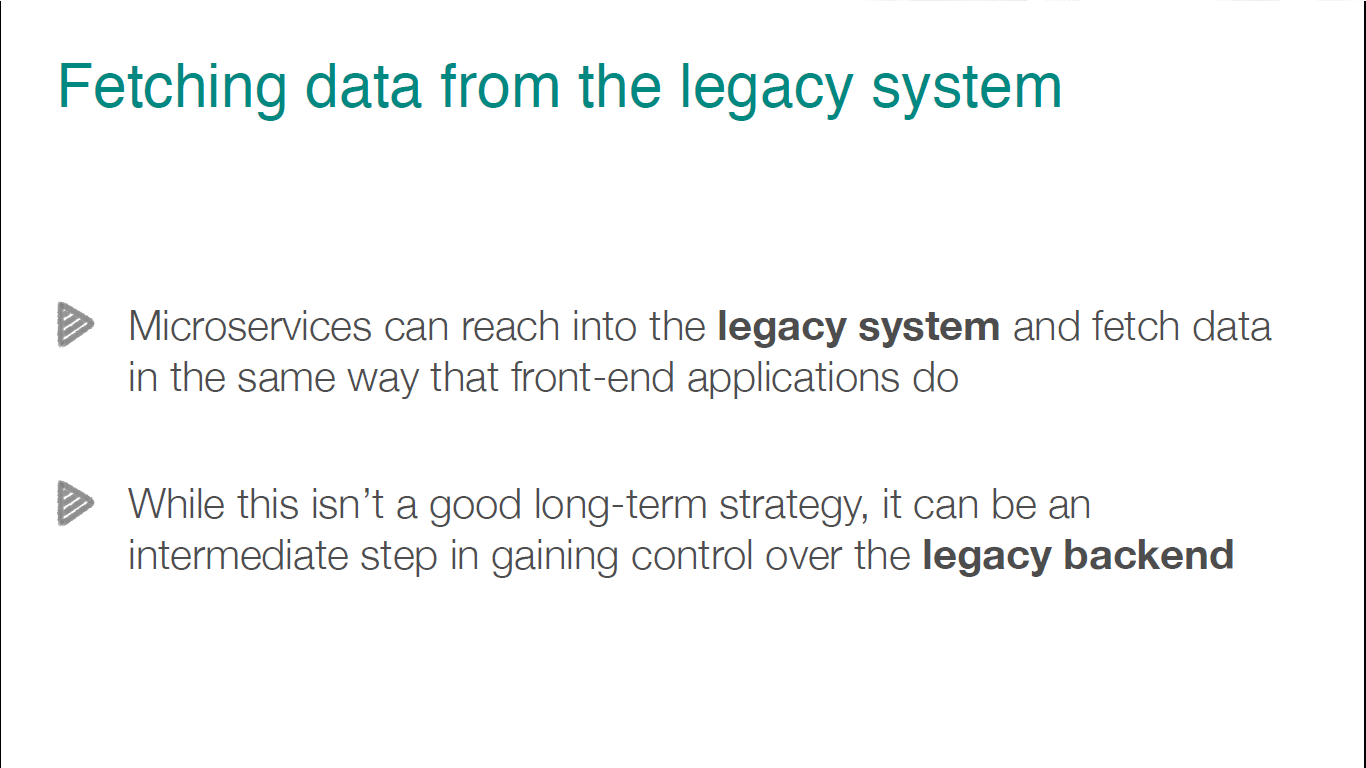 Fetching data from the legacy system
Microservices can reach into the legacy system and fetch data
in the same way that front-end applications do
While this isn’t a good long-term strategy, it can be an
intermediate step in gaining control over the legacy backend